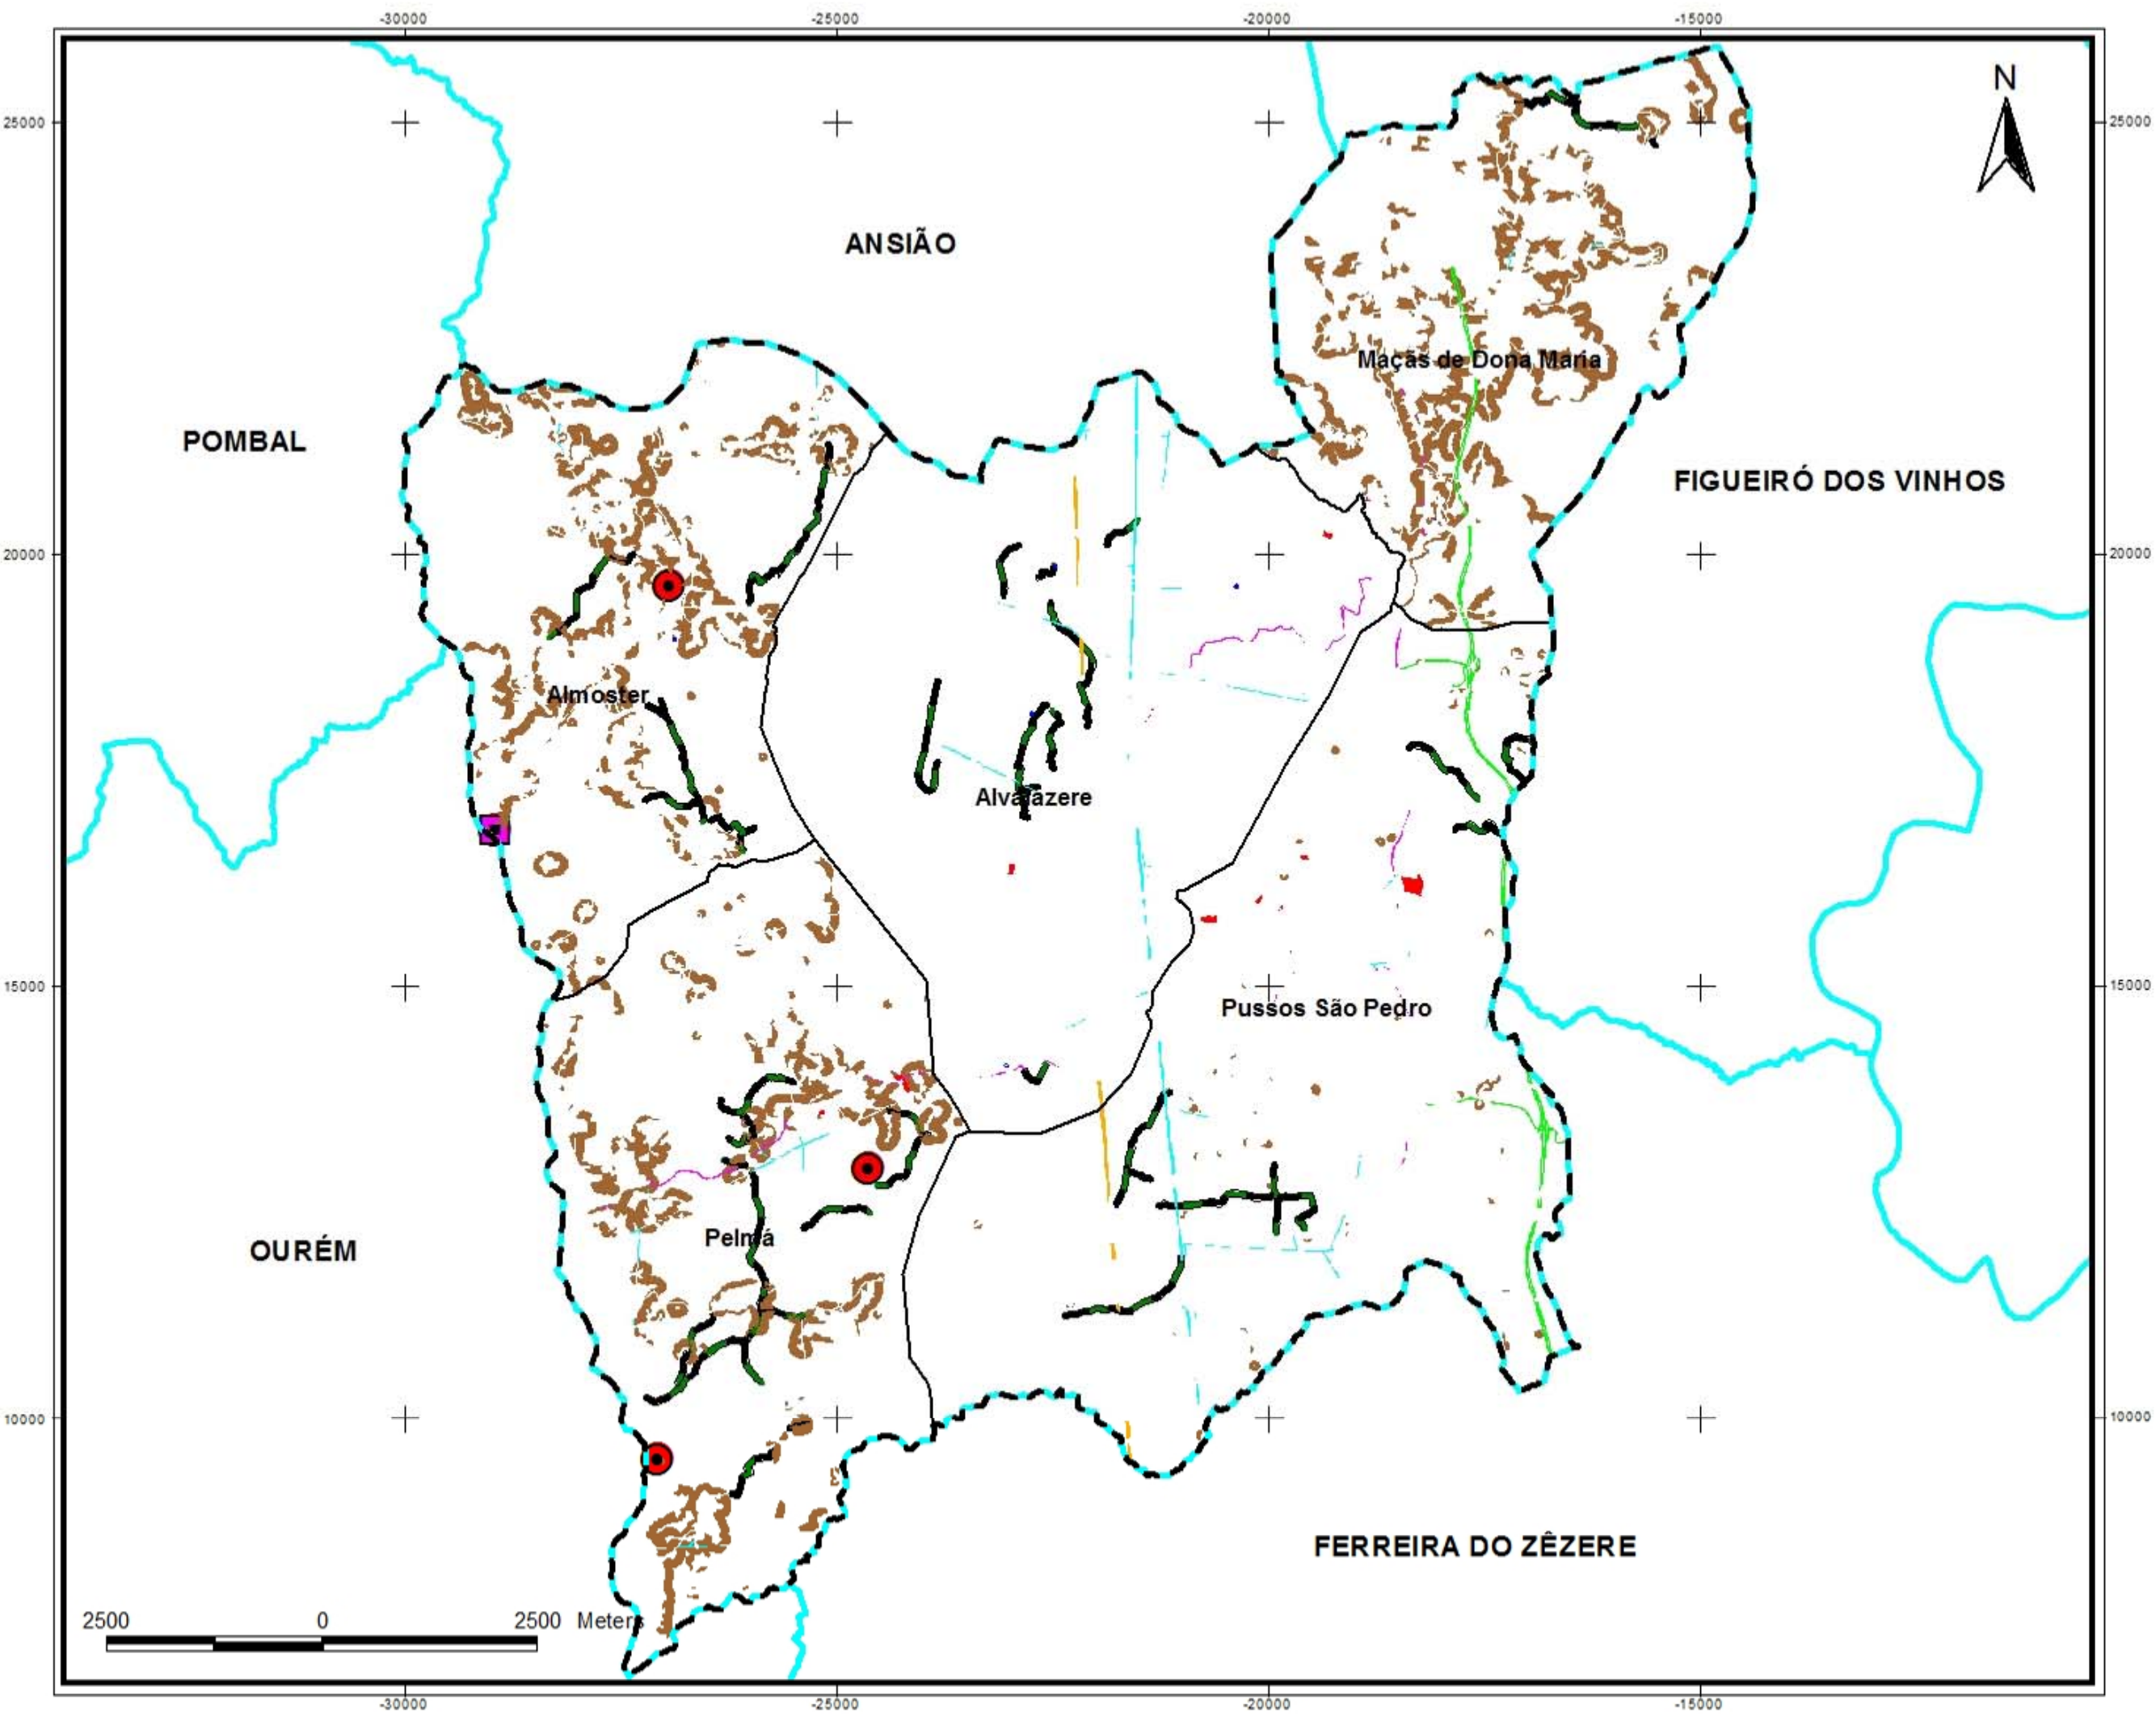 -30000 -25000 -20000 -15000
N
25000 25000
ANSIÃO
Maçãs de Dona Maria
POMBAL
FIGUEIRÓ DOS VINHOS
20000 20000
Almoster
Alvaiázere
15000 15000
Pussos São Pedro
Pelmá
OURÉM
10000 10000
FERREIRA DO ZÊZERE
2500 0 2500 Meters
-30000 -25000 -20000 -15000